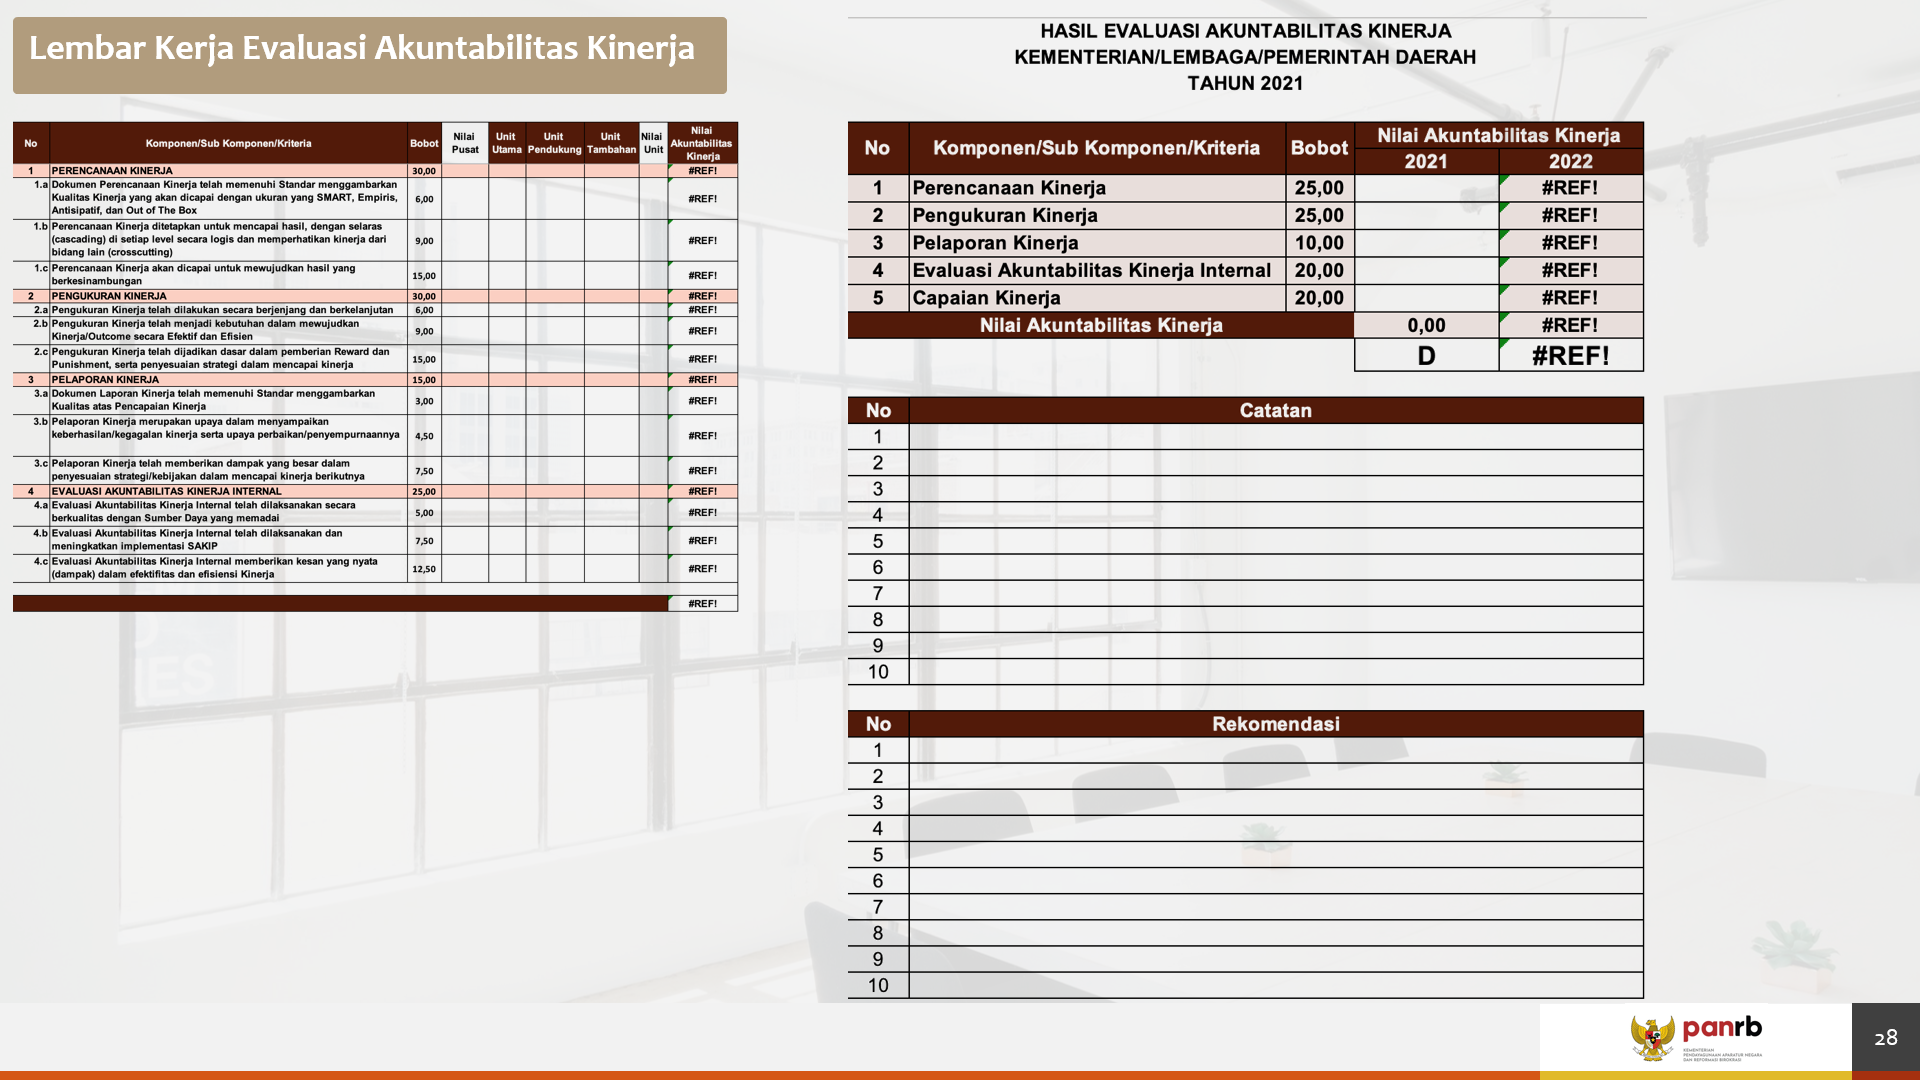 Lembar Kerja Evaluasi Akuntabilitas Kinerja
No Komponen/Sub Komponen/Kriteria Bobot Nilai Pusat Unit Utama Unit Pendukung Unit Tambahan Nilai Unit Nilai Akuntabilitas Kinerja
1 PERENCANAAN KINERJA 30,00 #REF!
1.a Dokumen Perencanaan Kinerja telah memenuhi Standar menggambarkan
Kualitas Kinerja yang akan dicapai dengan ukuran yang SMART, Empiris,
Antisipatif, dan Out of The Box
6,00 #REF!
1.b Perencanaan Kinerja ditetapkan untuk mencapai hasil, dengan selaras
(cascading) di setiap level secara logis dan memperhatikan kinerja dari
bidang lain (crosscutting)
9,00 #REF!
1.c Perencanaan Kinerja akan dicapai untuk mewujudkan hasil yang
berkesinambungan
15,00 #REF!
2 PENGUKURAN KINERJA 30,00 #REF!
2.a Pengukuran Kinerja telah dilakukan secara berjenjang dan berkelanjutan 6,00 #REF!
2.b Pengukuran Kinerja telah menjadi kebutuhan dalam mewujudkan
Kinerja/Outcome secara Efektif dan Efisien
9,00 #REF!
2.c Pengukuran Kinerja telah dijadikan dasar dalam pemberian Reward dan
Punishment, serta penyesuaian strategi dalam mencapai kinerja
15,00 #REF!
3 PELAPORAN KINERJA 15,00 #REF!
3.a Dokumen Laporan Kinerja telah memenuhi Standar menggambarkan
Kualitas atas Pencapaian Kinerja
3,00 #REF!
3.b Pelaporan Kinerja merupakan upaya dalam menyampaikan
keberhasilan/kegagalan kinerja serta upaya perbaikan/penyempurnaannya
4,50 #REF!
3.c Pelaporan Kinerja telah memberikan dampak yang besar dalam
penyesuaian strategi/kebijakan dalam mencapai kinerja berikutnya
7,50 #REF!
4 EVALUASI AKUNTABILITAS KINERJA INTERNAL 25,00 #REF!
4.a Evaluasi Akuntabilitas Kinerja Internal telah dilaksanakan secara
berkualitas dengan Sumber Daya yang memadai
5,00 #REF!
4.b Evaluasi Akuntabilitas Kinerja Internal telah dilaksanakan dan
meningkatkan implementasi SAKIP
7,50 #REF!
4.c Evaluasi Akuntabilitas Kinerja Internal memberikan kesan yang nyata
(dampak) dalam efektifitas dan efisiensi Kinerja
12,50 #REF!
#REF!
HASIL EVALUASI AKUNTABILITAS KINERJA
KEMENTERIAN/LEMBAGA/PEMERINTAH DAERAH
TAHUN 2021
No Komponen/Sub Komponen/Kriteria Bobot Nilai Akuntabilitas Kinerja
2021 2022
1 Perencanaan Kinerja 25,00 #REF!
2 Pengukuran Kinerja 25,00 #REF!
3 Pelaporan Kinerja 10,00 #REF!
4 Evaluasi Akuntabilitas Kinerja Internal 20,00 #REF!
5 Capaian Kinerja 20,00 #REF!
Nilai Akuntabilitas Kinerja 0,00 #REF!
D #REF!
No Catatan
1
2
3
4
5
6
7
8
9
10
No Rekomendasi
1
2
3
4
5
6
7
8
9
10
panrb
KEMENTERIAN
PENDAYAGUNAAN APARATUR NEGARA
DAN REFORMASI BIROKRASI
28